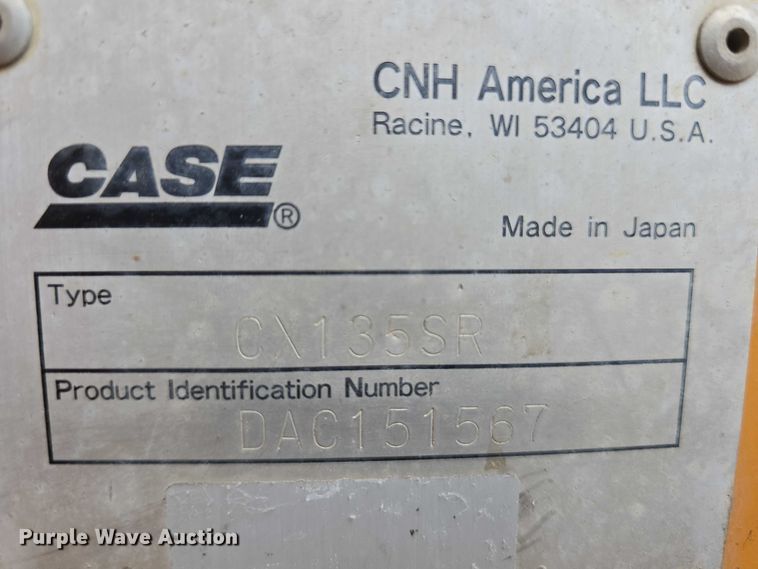 CNH America LLC
Racine, WI 53404 U.S.A.
CASE®
Made in Japan
Type
CX135SR
Product Identification Number
DAC151567
Purple Wave Auction®